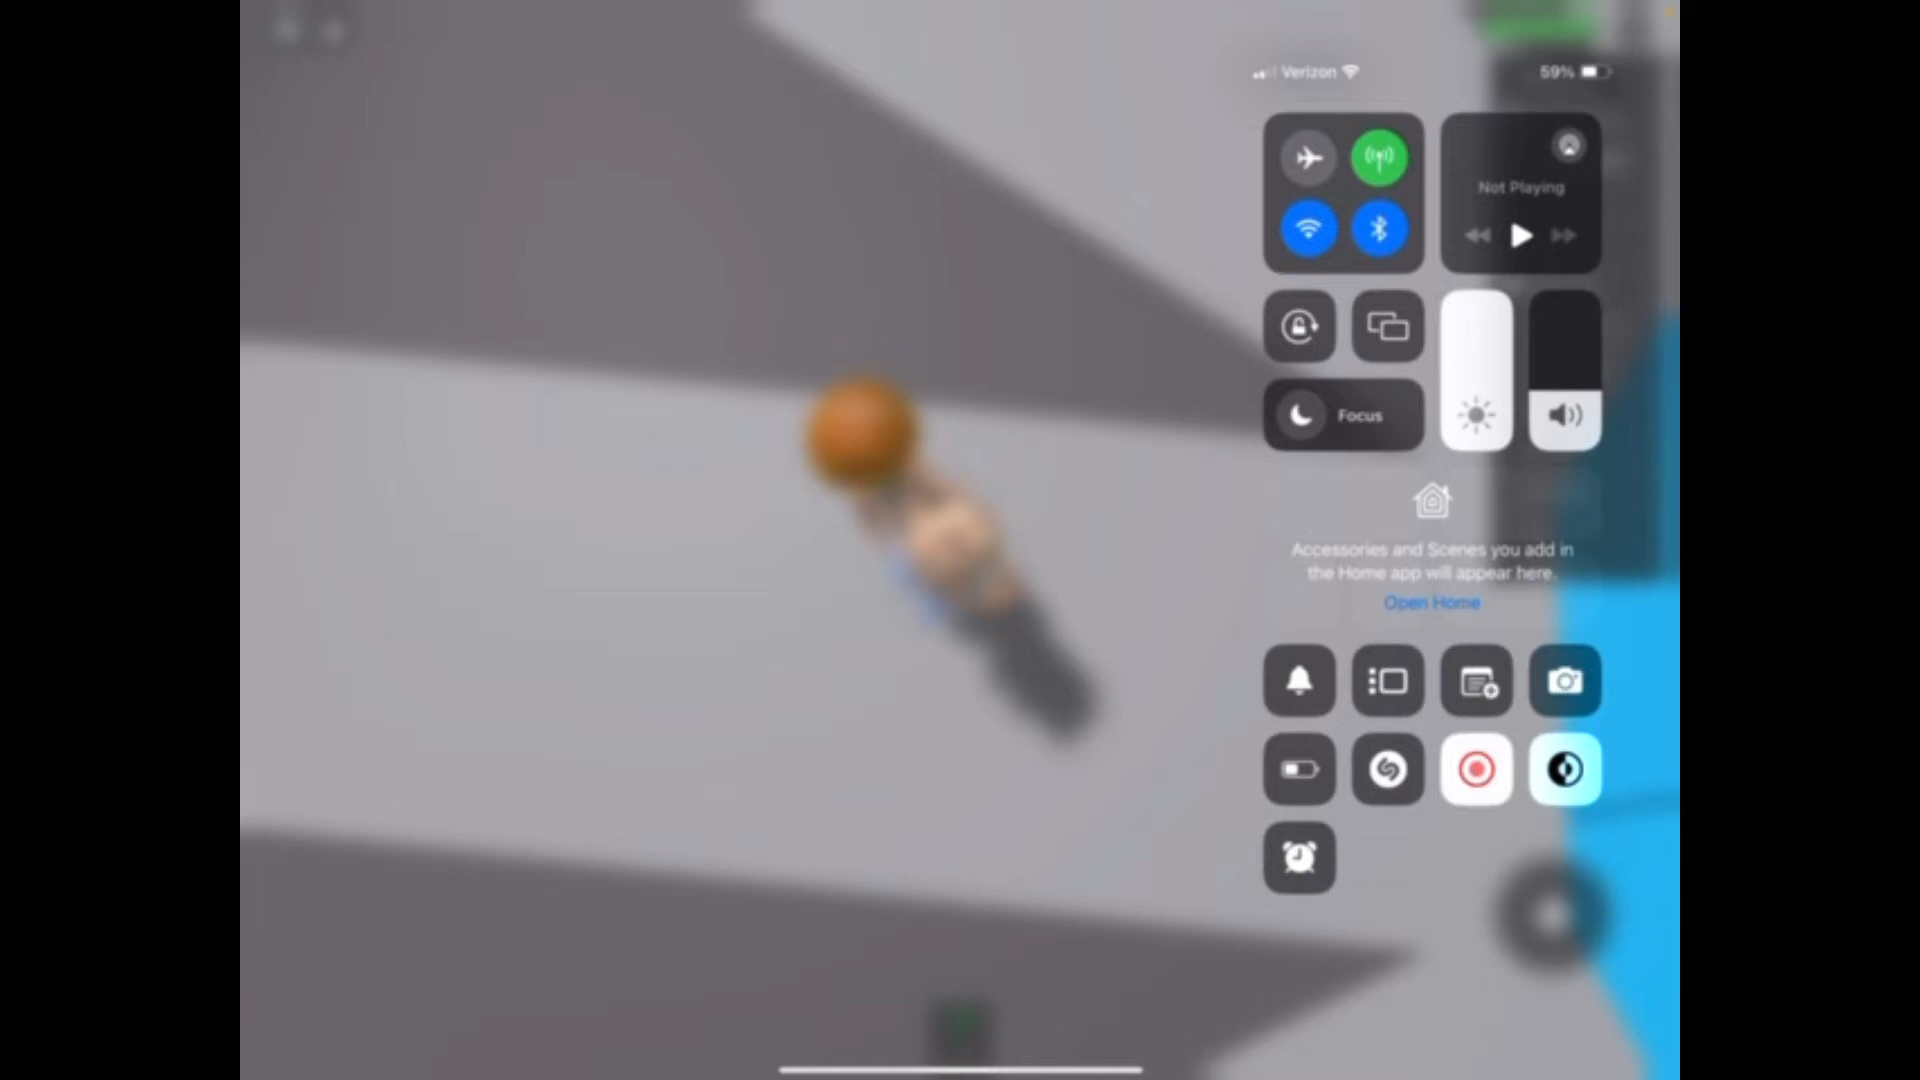 Verizon
59%
Not Playing
Focus
Accessories and Scenes you add in
the Home app will appear here.
Open Home